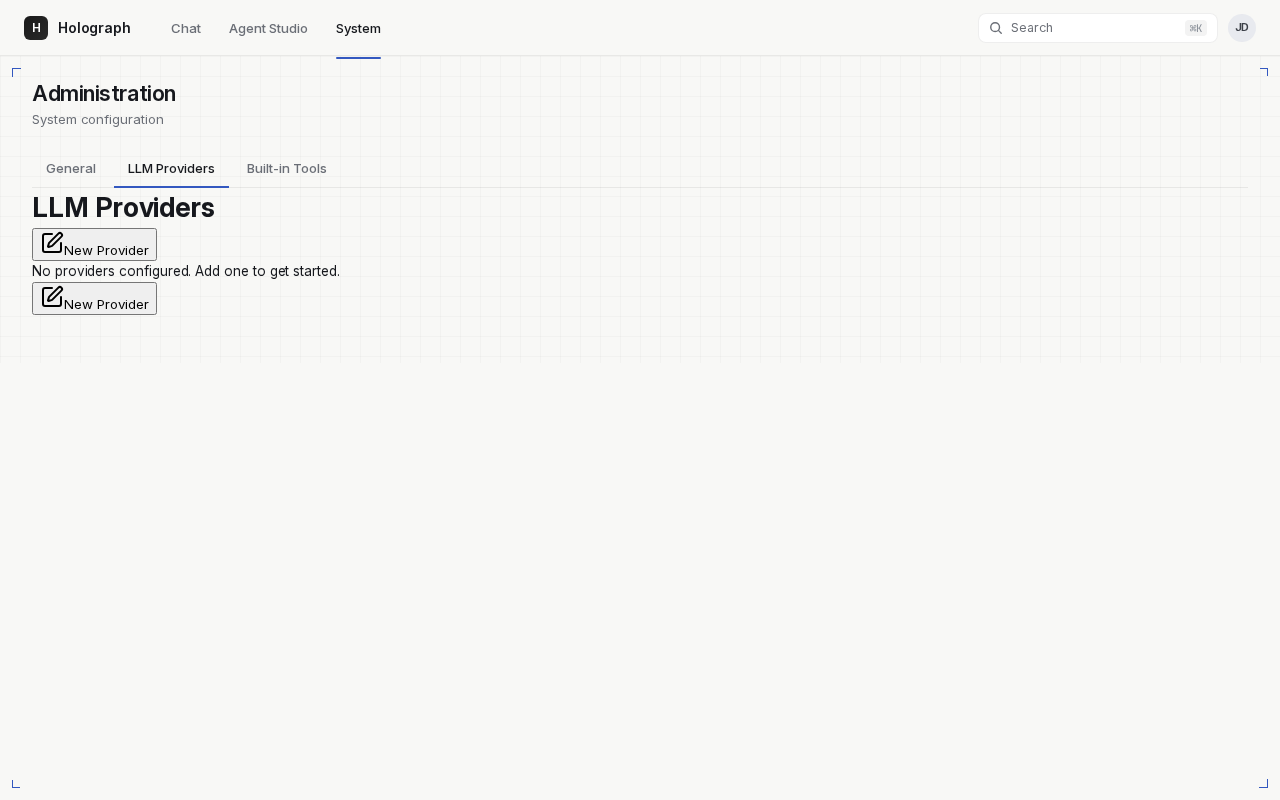 H Holograph Chat Agent Studio System Search ⌘K JD
Administration
System configuration
General LLM Providers Built-in Tools
LLM Providers
New Provider
No providers configured. Add one to get started.
New Provider